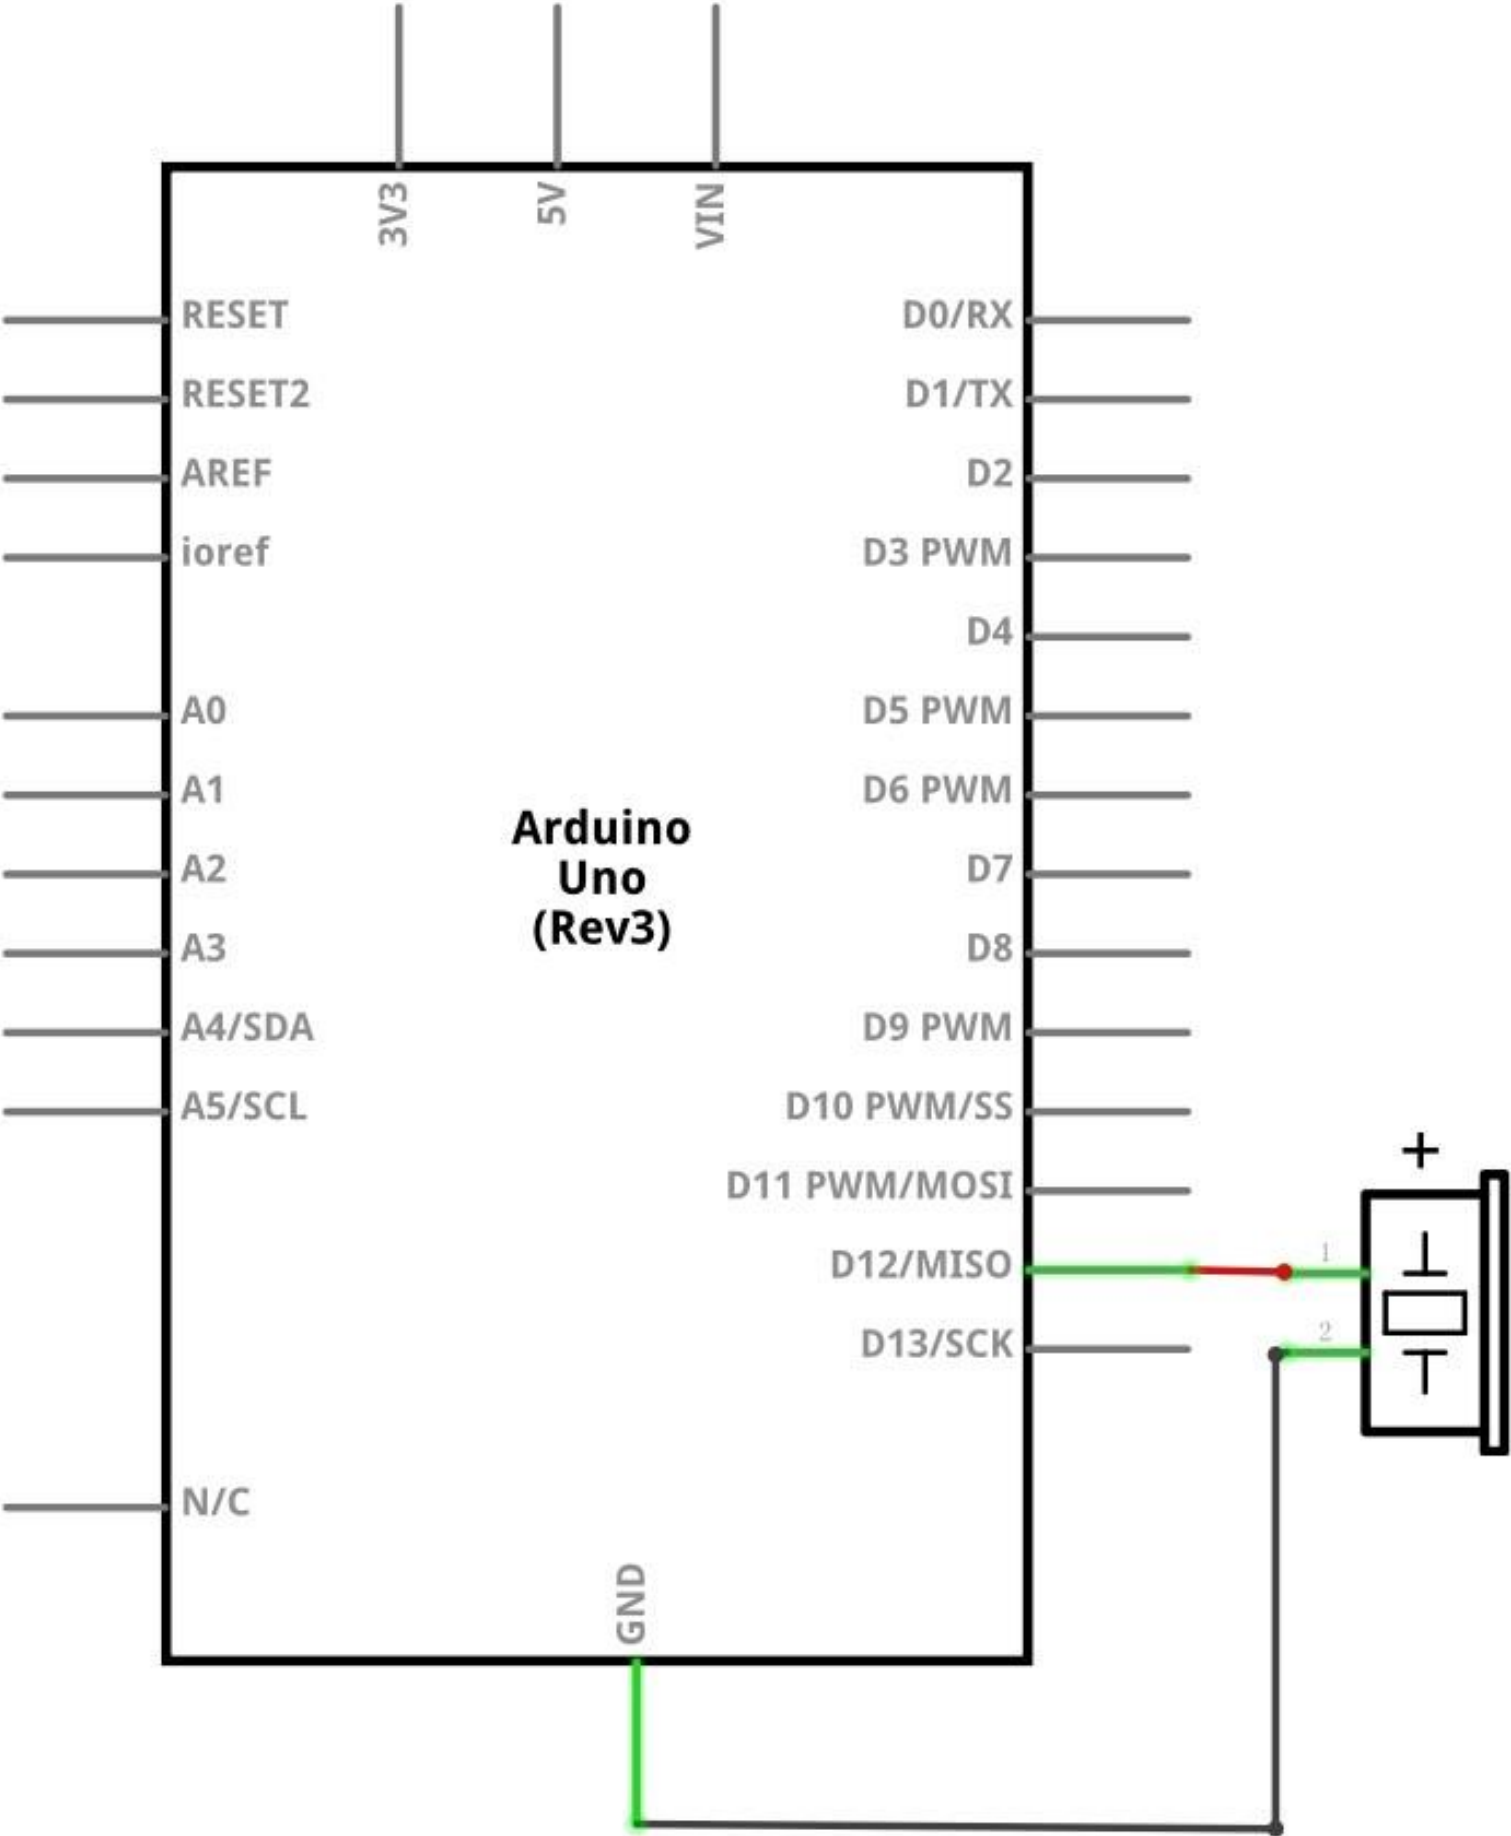 3V3
5V
VIN
RESET
RESET2
AREF
ioref
A0
A1
A2
A3
A4/SDA
A5/SCL
N/C
Arduino
Uno
(Rev3)
D0/RX
D1/TX
D2
D3 PWM
D4
D5 PWM
D6 PWM
D7
D8
D9 PWM
D10 PWM/SS
D11 PWM/MOSI
D12/MISO
D13/SCK
GND
+
1
2